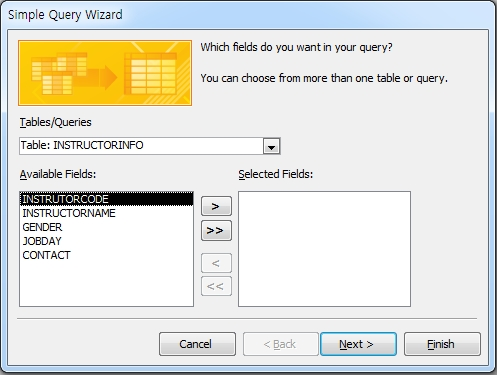 Simple Query Wizard
Which fields do you want in your query?
You can choose from more than one table or query.
Tables/Queries
Table: INSTRUCTORINFO
Available Fields:
Selected Fields:
INSTRUTORCODE
INSTRUCTORNAME
GENDER
JOBDAY
CONTACT
>
>>
<
<<
Cancel
< Back
Next >
Finish